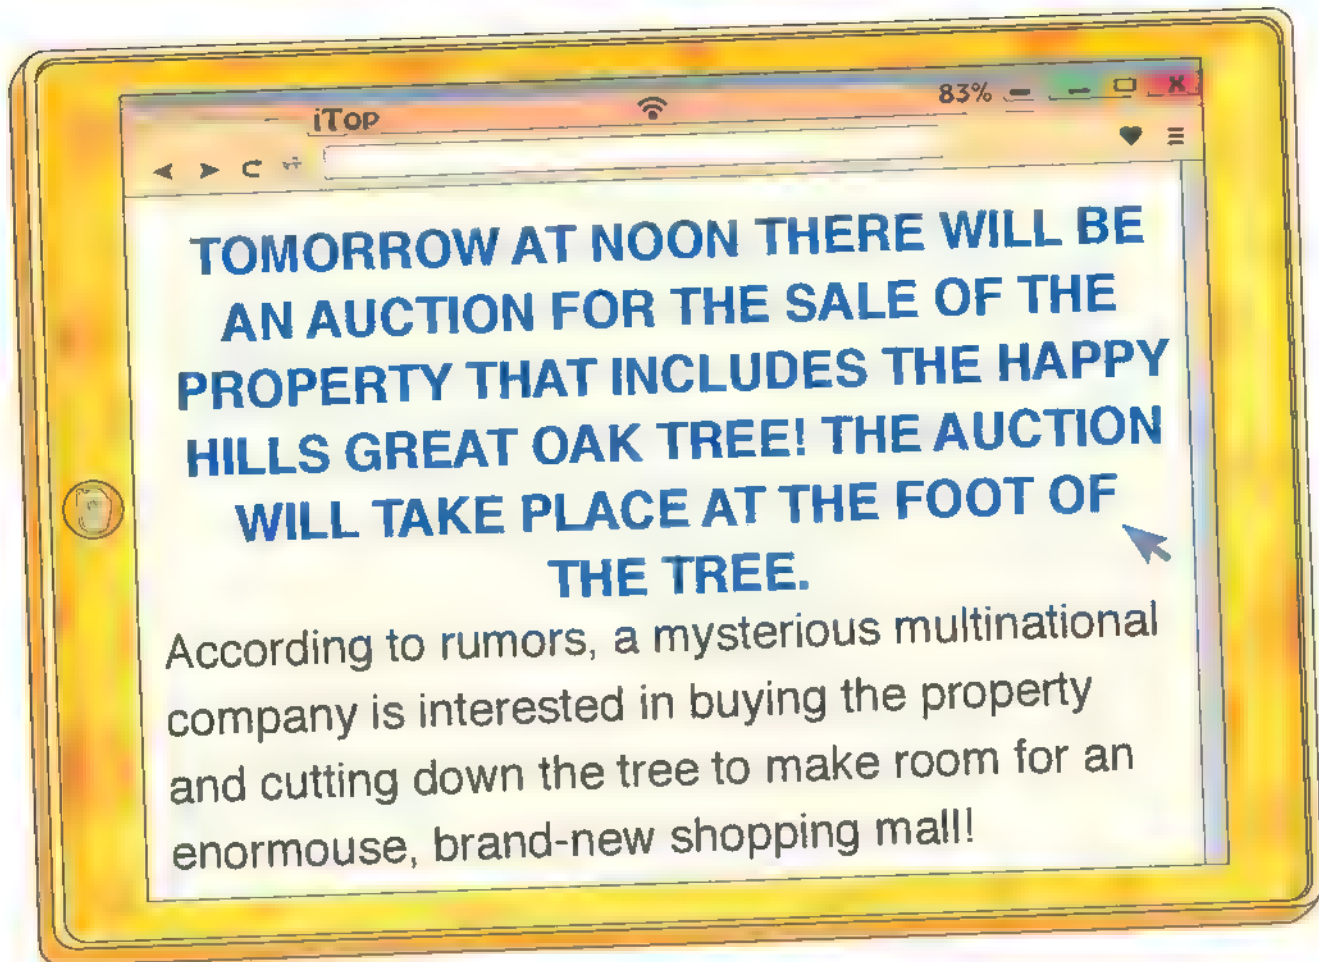 iTop
83%
TOMORROW AT NOON THERE WILL BE
AN AUCTION FOR THE SALE OF THE
PROPERTY THAT INCLUDES THE HAPPY
HILLS GREAT OAK TREE! THE AUCTION
WILL TAKE PLACE AT THE FOOT OF
THE TREE.
According to rumors, a mysterious multinational
company is interested in buying the property
and cutting down the tree to make room for an
enormouse, brand-new shopping mall!